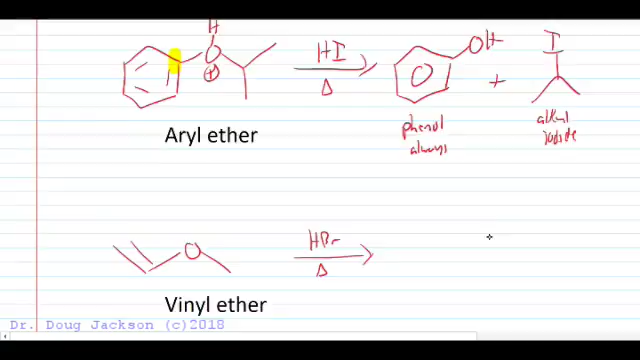 H
O
⊕
HI
Δ
OH
+
I
Aryl ether
phenol
always
alkyl
iodide
O
HBr
Δ
Vinyl ether
Dr. Doug Jackson (c)2018